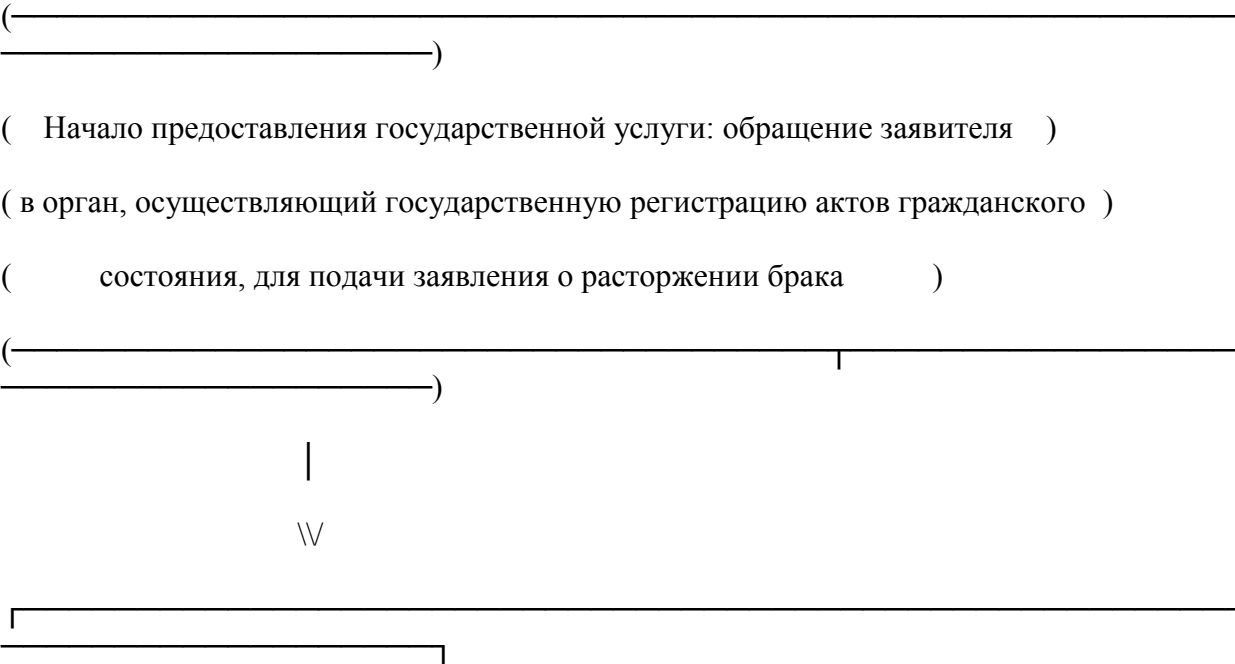 ( Начало предоставления государственной услуги: обращение заявителя )
( в орган, осуществляющий государственную регистрацию актов гражданского )
( состояния, для подачи заявления о расторжении брака )